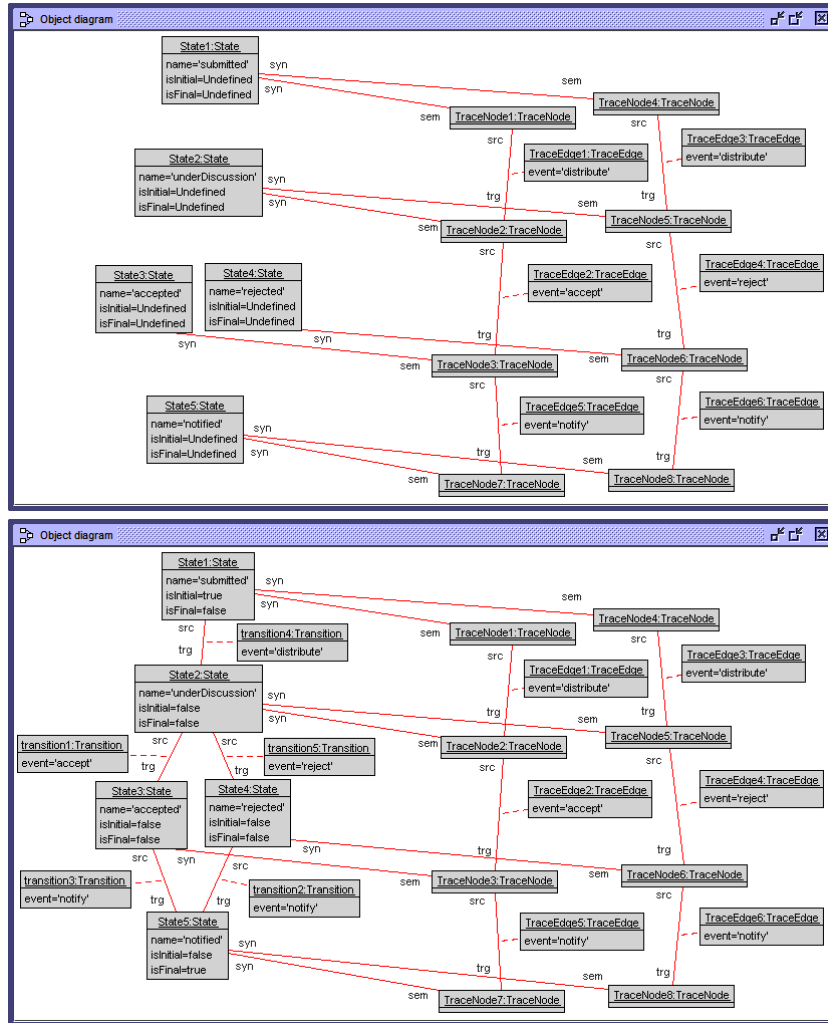 Object diagram
State1:State
name='submitted'
isInitial=Undefined
isFinal=Undefined
syn
syn
sem
sem
TraceNode1:TraceNode
TraceNode4:TraceNode
src
src
TraceEdge1:TraceEdge
event='distribute'
TraceEdge3:TraceEdge
event='distribute'
trg
trg
State2:State
name='underDiscussion'
isInitial=Undefined
isFinal=Undefined
syn
syn
sem
sem
TraceNode2:TraceNode
TraceNode5:TraceNode
src
src
TraceEdge2:TraceEdge
event='accept'
TraceEdge4:TraceEdge
event='reject'
trg
trg
State3:State
name='accepted'
isInitial=Undefined
isFinal=Undefined
State4:State
name='rejected'
isInitial=Undefined
isFinal=Undefined
syn
syn
sem
sem
TraceNode3:TraceNode
TraceNode6:TraceNode
src
src
TraceEdge5:TraceEdge
event='notify'
TraceEdge6:TraceEdge
event='notify'
trg
trg
State5:State
name='notified'
isInitial=Undefined
isFinal=Undefined
syn
syn
sem
sem
TraceNode7:TraceNode
TraceNode8:TraceNode
Object diagram
State1:State
name='submitted'
isInitial=true
isFinal=false
syn
syn
sem
sem
TraceNode1:TraceNode
TraceNode4:TraceNode
src
trg
transition4:Transition
event='distribute'
src
src
TraceEdge1:TraceEdge
event='distribute'
TraceEdge3:TraceEdge
event='distribute'
trg
trg
State2:State
name='underDiscussion'
isInitial=false
isFinal=false
syn
syn
sem
sem
TraceNode2:TraceNode
TraceNode5:TraceNode
transition1:Transition
event='accept'
src
trg
src
trg
transition5:Transition
event='reject'
src
src
TraceEdge2:TraceEdge
event='accept'
TraceEdge4:TraceEdge
event='reject'
trg
trg
State3:State
name='accepted'
isInitial=false
isFinal=false
State4:State
name='rejected'
isInitial=false
isFinal=false
syn
syn
sem
sem
TraceNode3:TraceNode
TraceNode6:TraceNode
transition3:Transition
event='notify'
src
trg
src
trg
transition2:Transition
event='notify'
src
src
TraceEdge5:TraceEdge
event='notify'
TraceEdge6:TraceEdge
event='notify'
trg
trg
State5:State
name='notified'
isInitial=false
isFinal=true
syn
syn
sem
sem
TraceNode7:TraceNode
TraceNode8:TraceNode